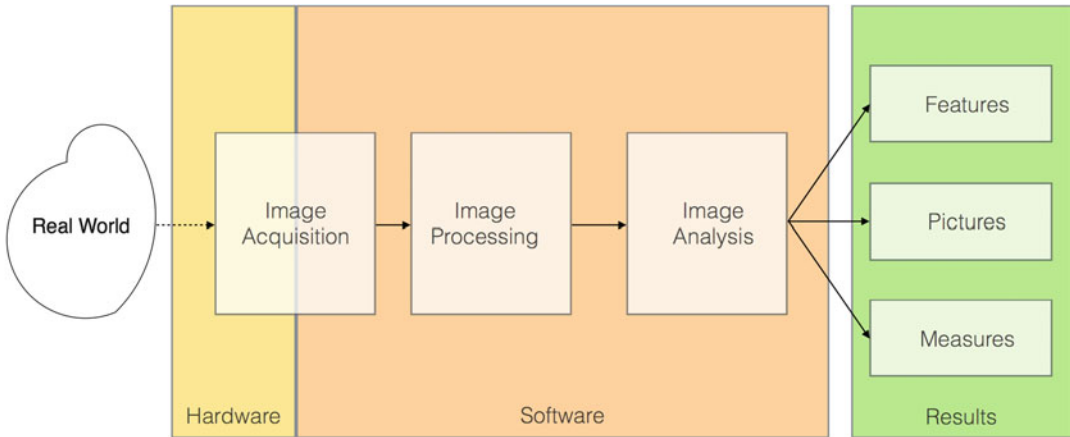 Real World
Image
Acquisition
Image
Processing
Image
Analysis
Features
Pictures
Measures
Hardware
Software
Results